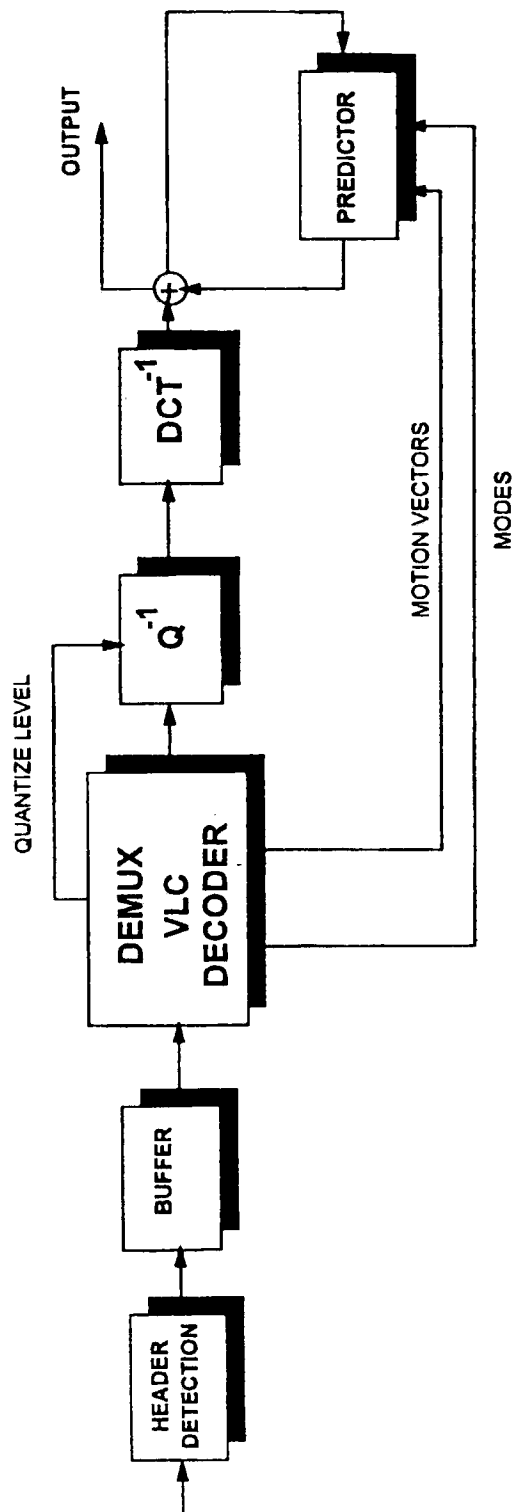 HEADER
DETECTION
BUFFER
DEMUX
VLC
DECODER
QUANTIZE LEVEL
Q-1
DCT-1
+
OUTPUT
PREDICTOR
MOTION VECTORS
MODES